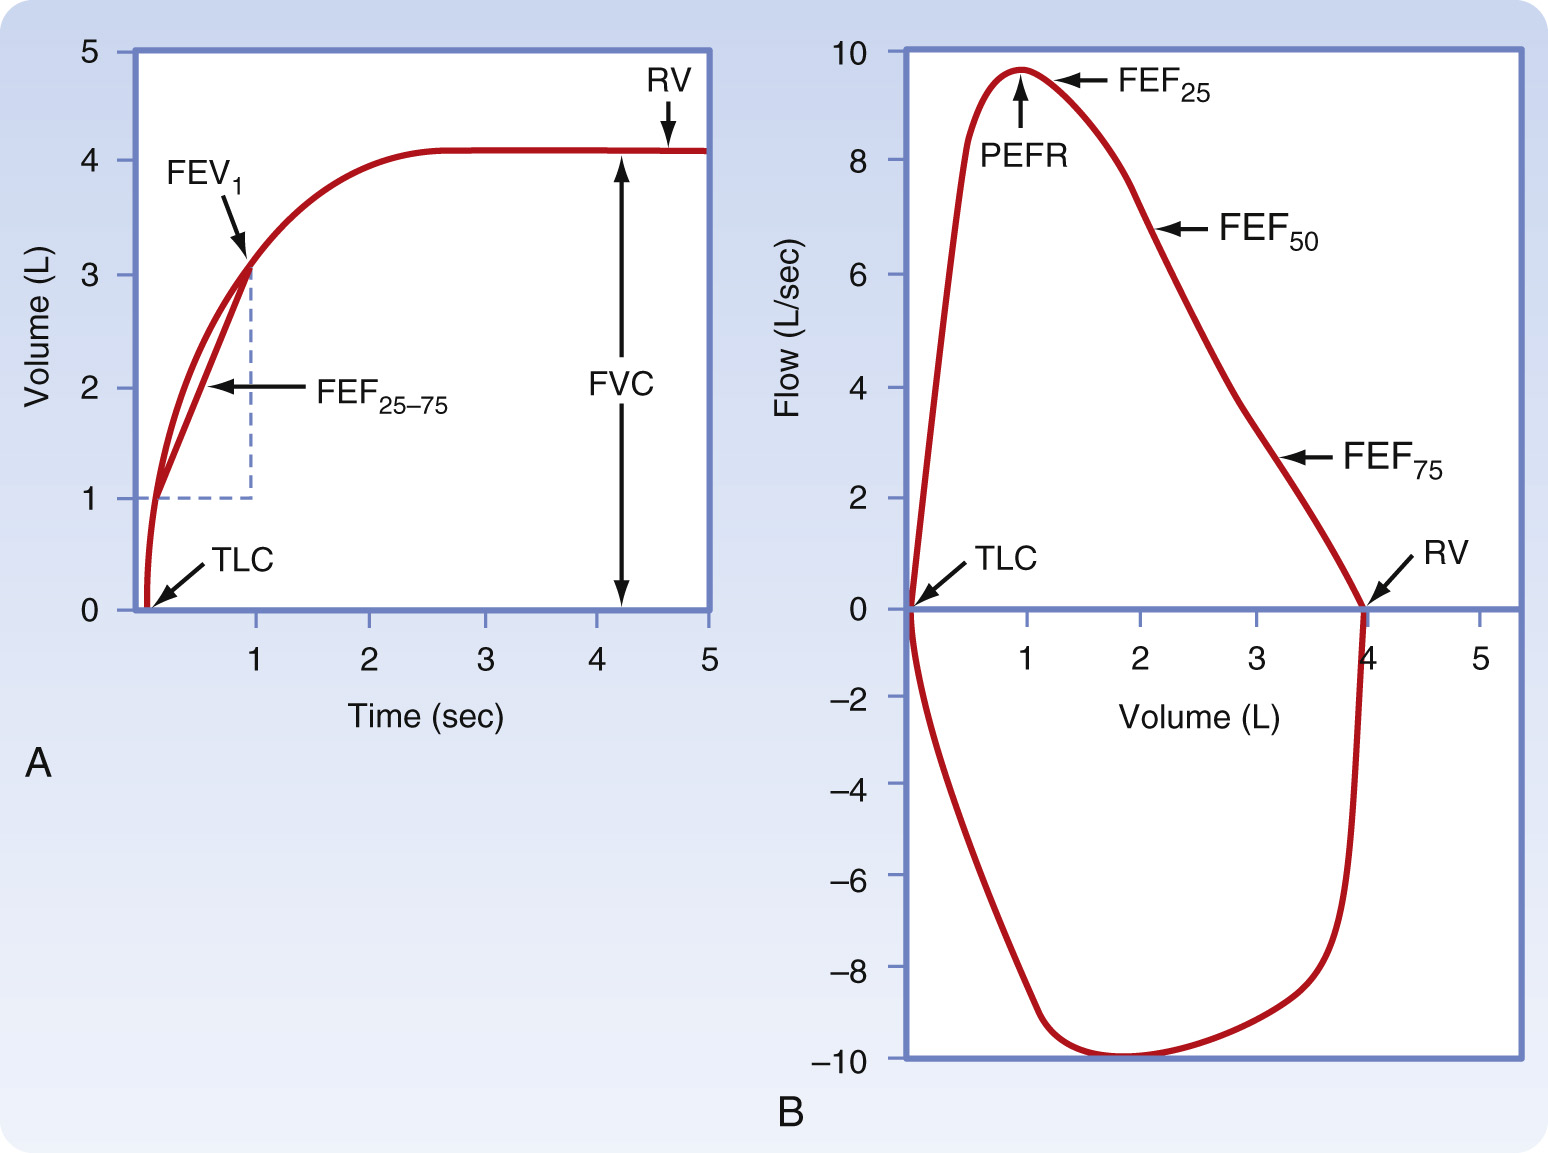 5
4
3
2
1
0
Volume (L)
RV
FEV1
FEF25–75
FVC
TLC
1 2 3 4 5
Time (sec)
A
10
8
6
4
2
0
–2
–4
–6
–8
–10
Flow (L/sec)
FEF25
PEFR
FEF50
FEF75
TLC
RV
1 2 3 4 5
Volume (L)
B